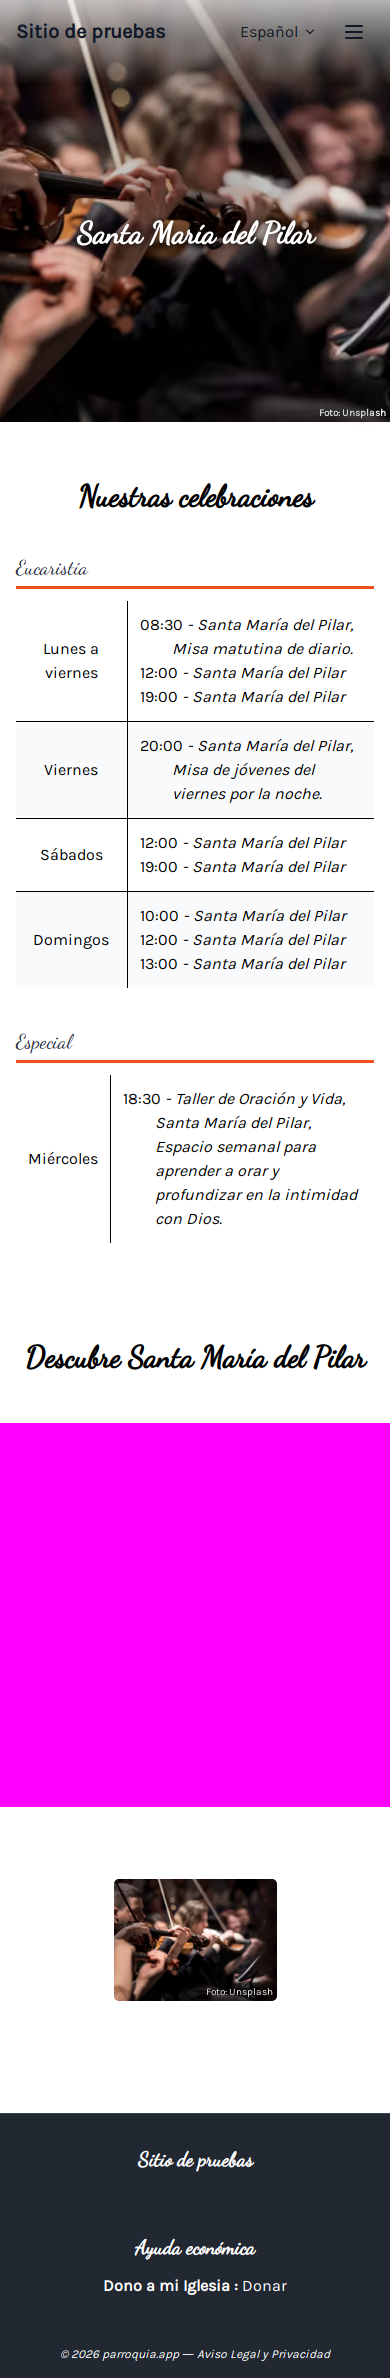 Sitio de pruebas
Español
Santa María del Pilar
Foto: Unsplash
Nuestras celebraciones
Eucaristía
Lunes a
viernes
08:30 - Santa María del Pilar,
Misa matutina de diario.
12:00 - Santa María del Pilar
19:00 - Santa María del Pilar
Viernes
20:00 - Santa María del Pilar,
Misa de jóvenes del
viernes por la noche.
Sábados
12:00 - Santa María del Pilar
19:00 - Santa María del Pilar
Domingos
10:00 - Santa María del Pilar
12:00 - Santa María del Pilar
13:00 - Santa María del Pilar
Especial
Miércoles
18:30 - Taller de Oración y Vida,
Santa María del Pilar,
Espacio semanal para
aprender a orar y
profundizar en la intimidad
con Dios.
Descubre Santa María del Pilar
Foto: Unsplash
Sitio de pruebas
Ayuda económica
Dono a mi Iglesia : Donar
© 2026 parroquia.app — Aviso Legal y Privacidad